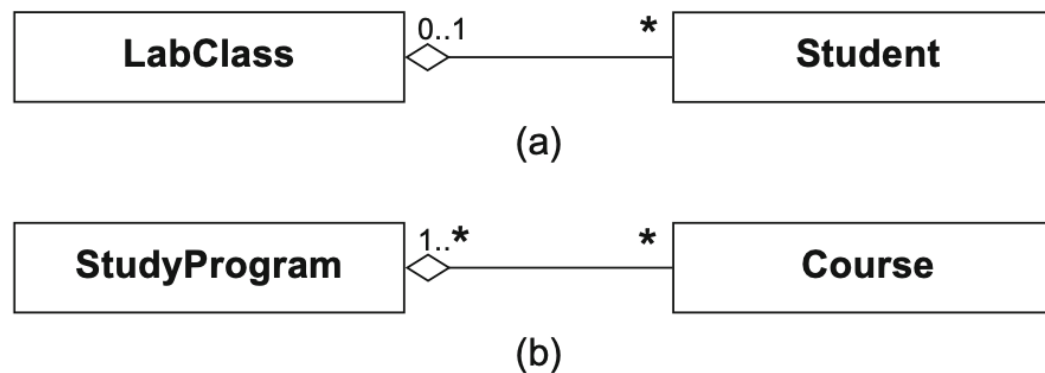 0..1 *
LabClass Student
(a)
1..* *
StudyProgram Course
(b)